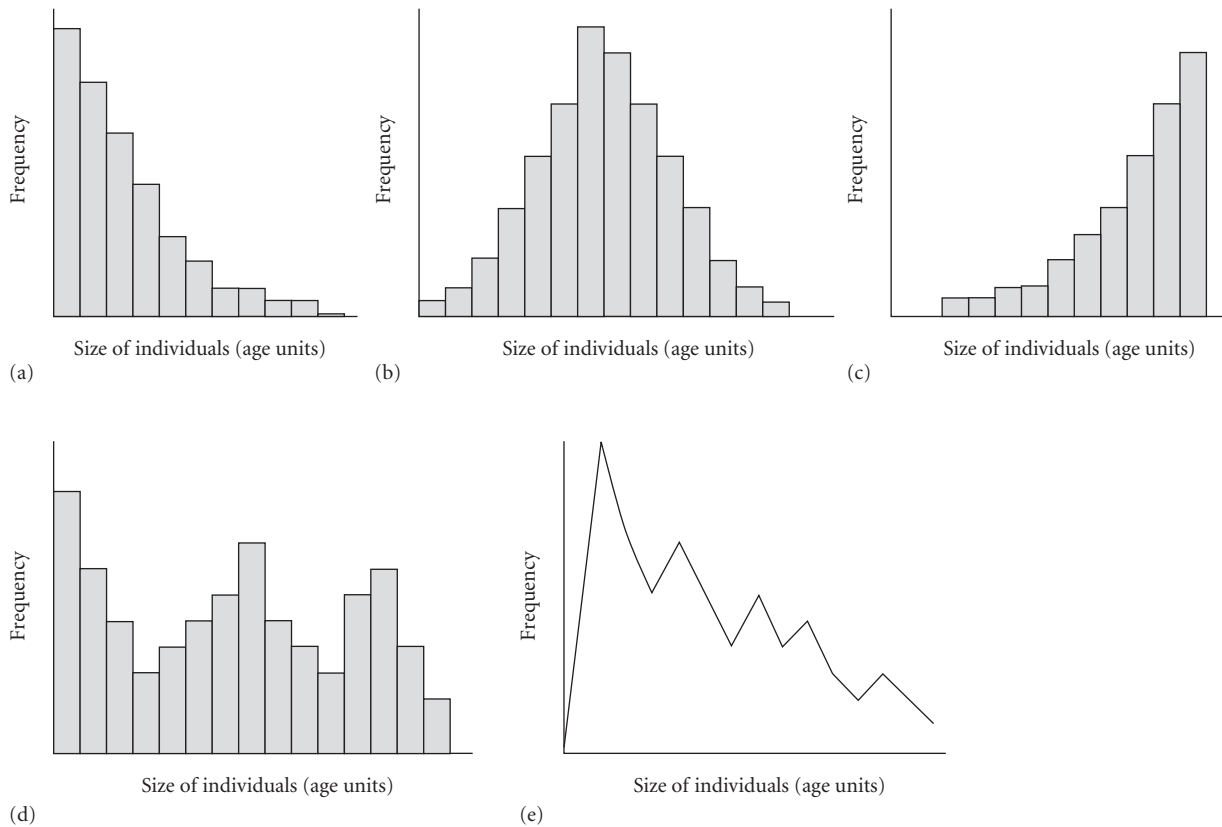 Frequency
Size of individuals (age units)
(a)
Frequency
Size of individuals (age units)
(b)
Frequency
Size of individuals (age units)
(c)
Frequency
Size of individuals (age units)
(d)
Frequency
Size of individuals (age units)
(e)